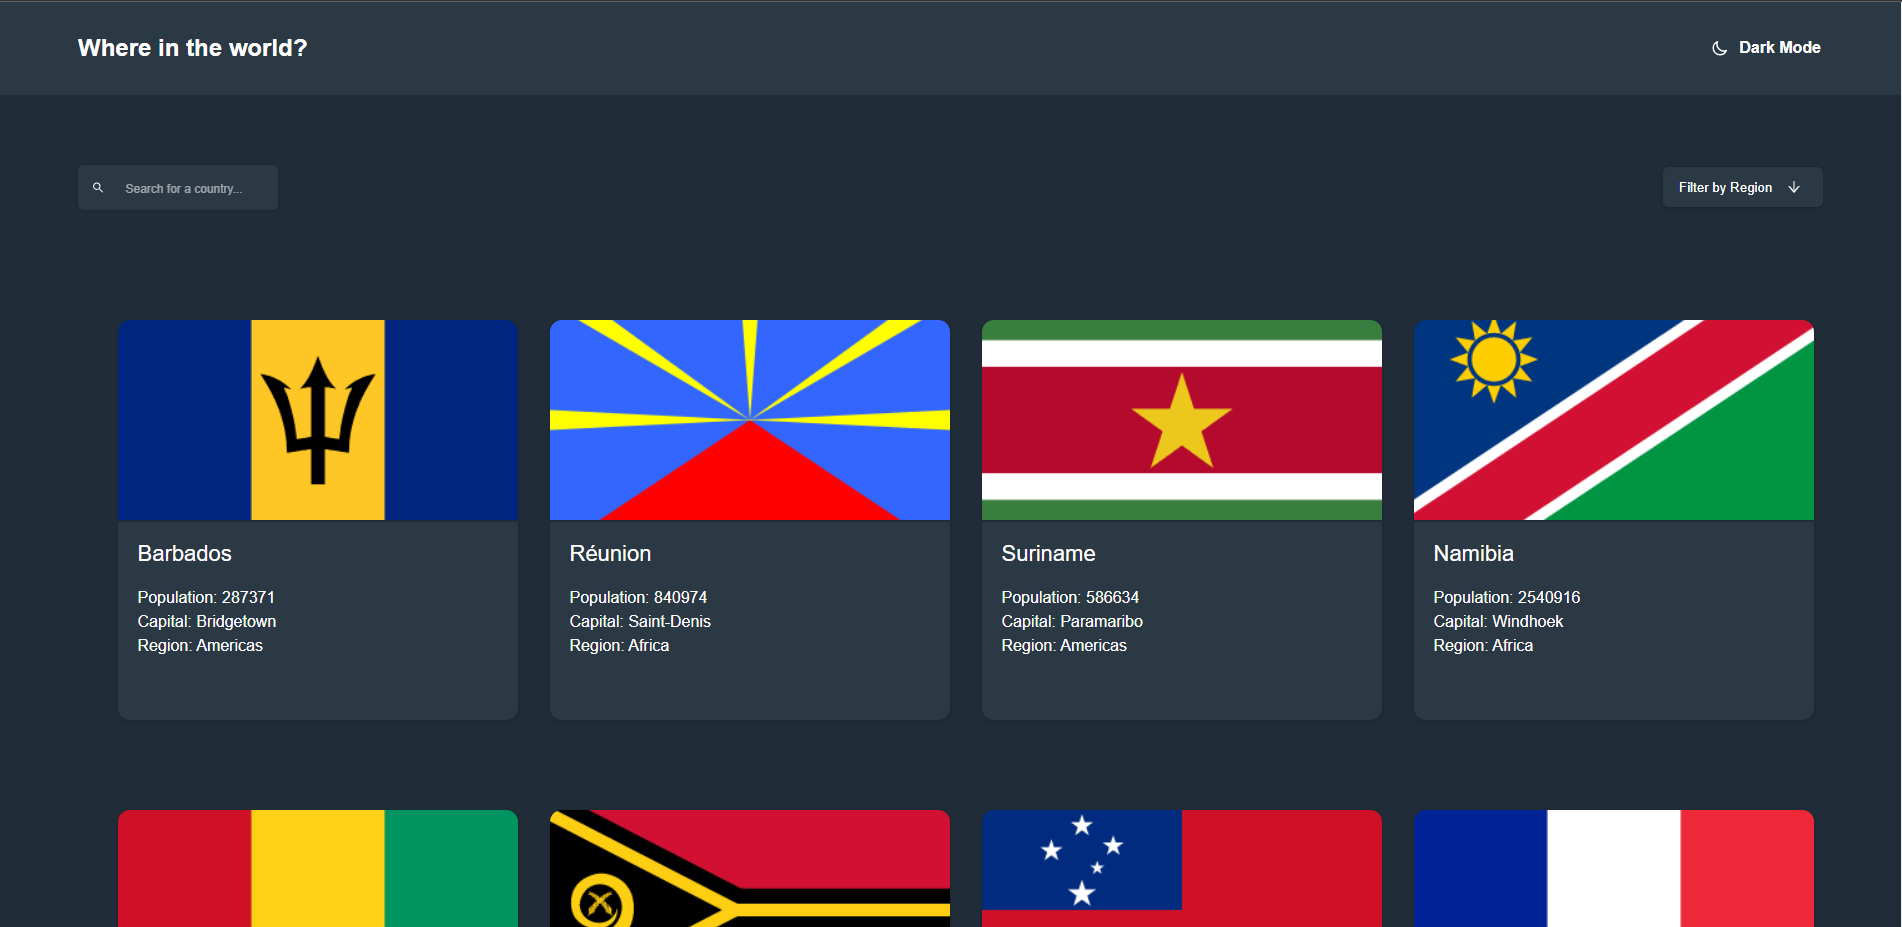 Where in the world?
Dark Mode
Search for a country...
Filter by Region
Barbados
Population: 287371
Capital: Bridgetown
Region: Americas
Réunion
Population: 840974
Capital: Saint-Denis
Region: Africa
Suriname
Population: 586634
Capital: Paramaribo
Region: Americas
Namibia
Population: 2540916
Capital: Windhoek
Region: Africa